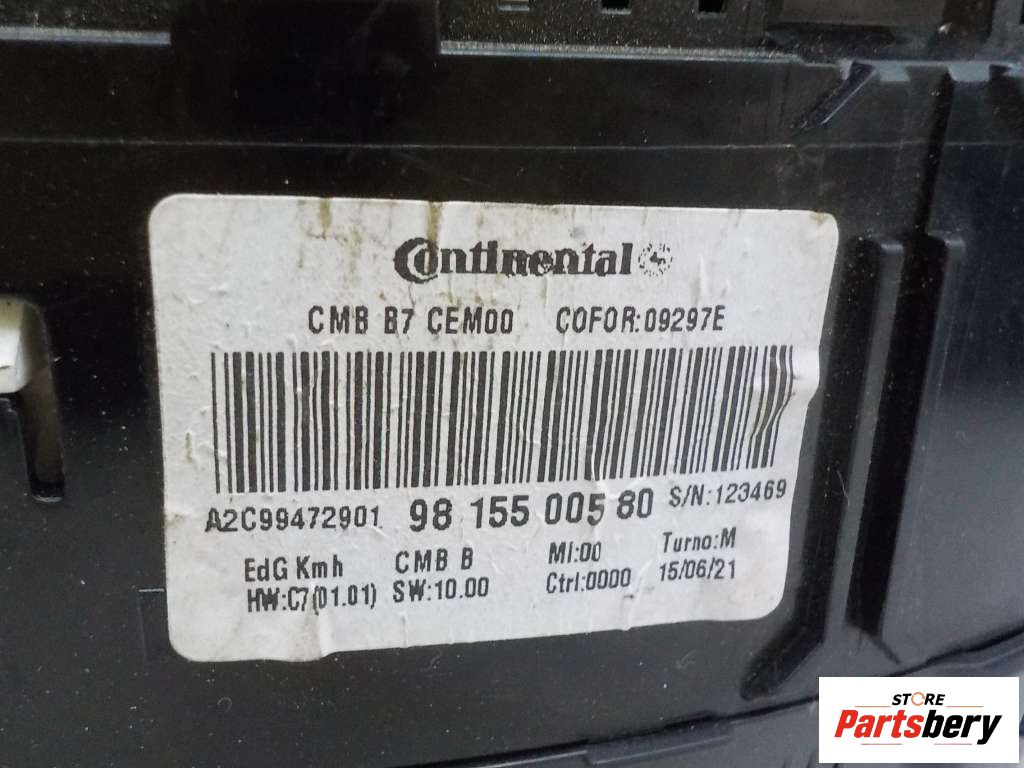 Continental
CMB B7 CEM00 COFOR:09297E
A2C99472901 98 155 005 80 S/N:123469
EdG Kmh CMB B MI:00 Turno:M
HW:C7(01.01) SW:10.00 Ctrl:0000 15/06/21
STORE
Partsbery